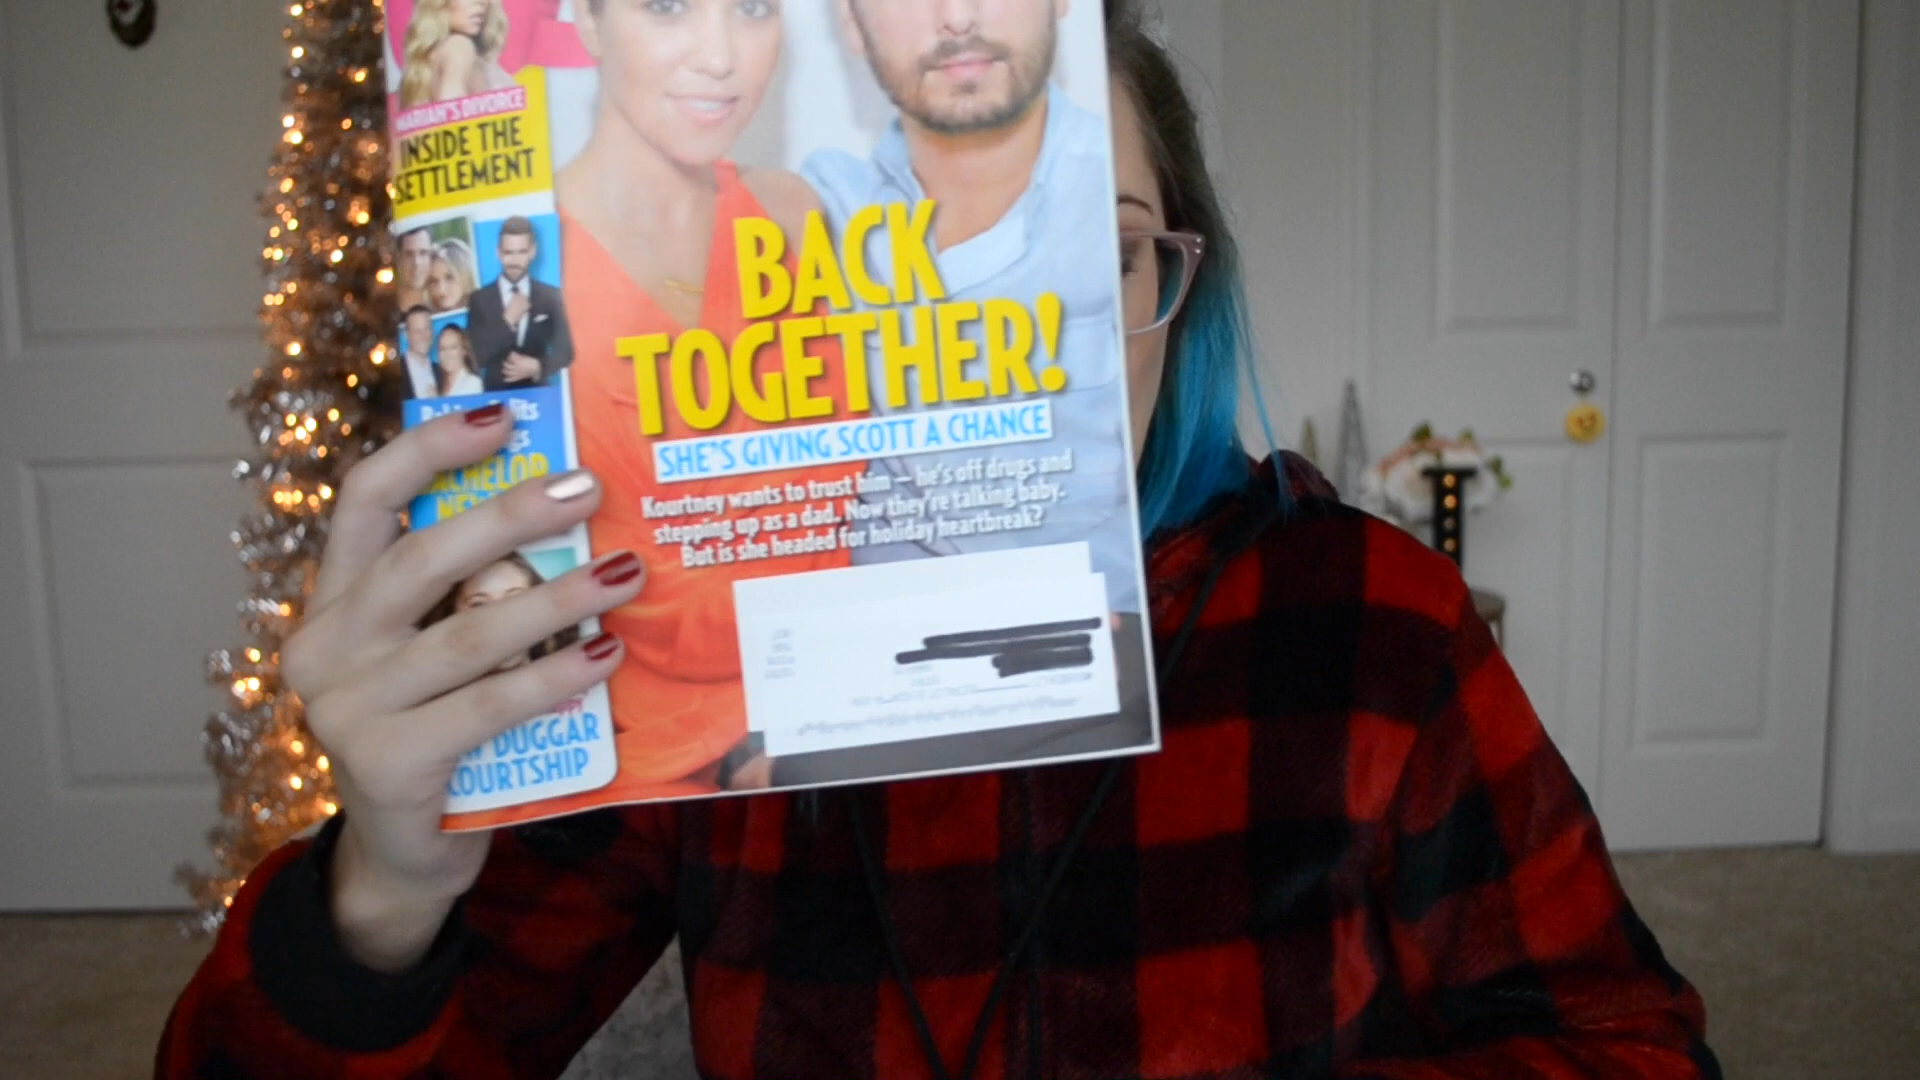 MARIAH'S DIVORCE
INSIDE THE
SETTLEMENT
BACK
TOGETHER!
SHE'S GIVING SCOTT A CHANCE
Kourtney wants to trust him – he's off drugs and
stepping up as a dad. Now they're talking baby.
But is she headed for holiday heartbreak?
DUGGAR
COURTSHIP